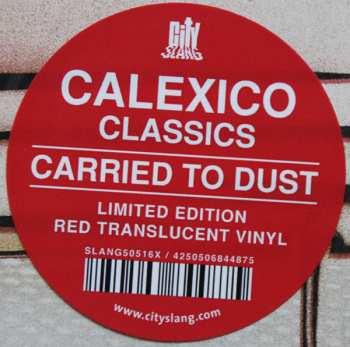 City
SLANG
CALEXICO
CLASSICS
CARRIED TO DUST
LIMITED EDITION
RED TRANSLUCENT VINYL
SLANG50516X / 4250506844875
www.cityslang.com